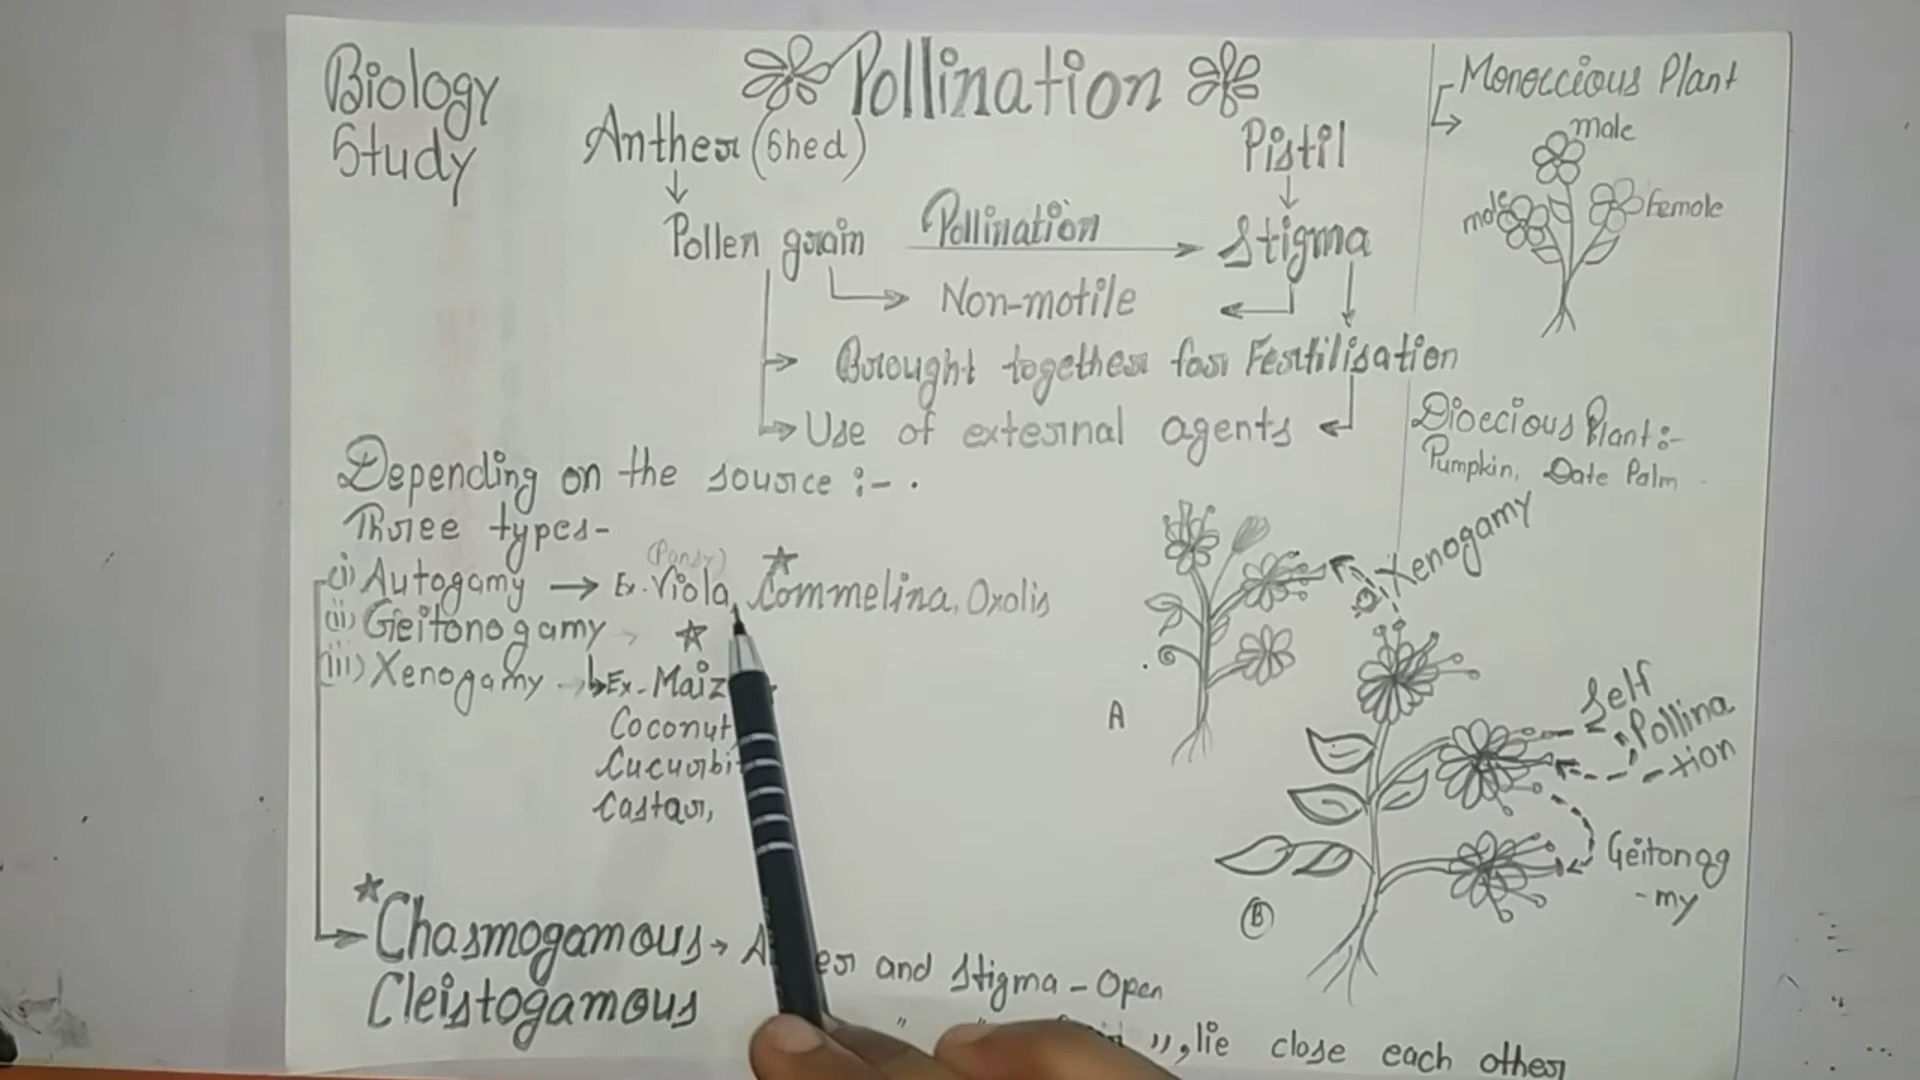 Biology
Study
Pollination
Anther (Shed)
Pistil
Pollen grain
Pollination
Stigma
Non-motile
Brought together for Fertilisation
Use of external agents
Depending on the source :-
Three types-
(i) Autogamy → Ex- Viola, Commelina, Oxolis
(Pansy)
(ii) Geitonogamy
(iii) Xenogamy → Ex- Maiz
Coconut,
Cucurbi
Castor,
Chasmogamous → and Stigma - Open
Cleistogamous
" " ", lie close each other
Monoecious Plant
male
male
Female
Dioecious Plant :-
Pumpkin, Date Palm
Xenogamy
A
Self
Pollina
-tion
Geitonog
-my
B